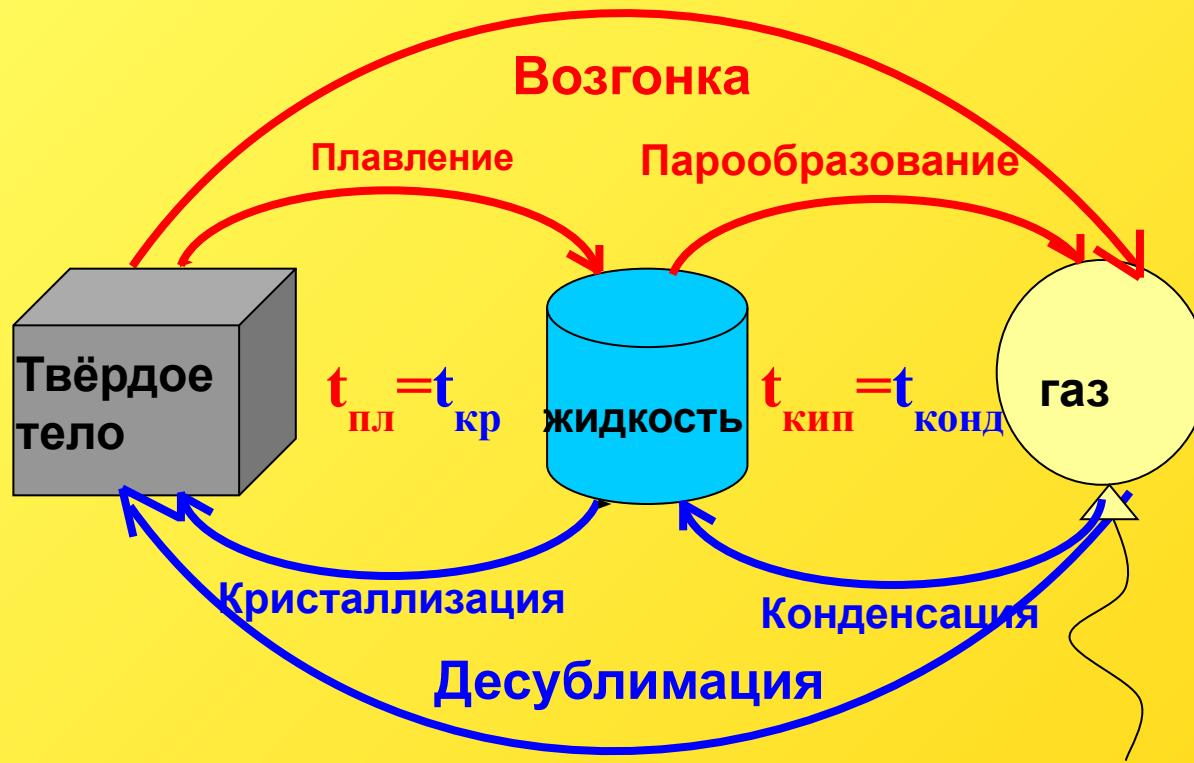 Возгонка
Плавление
Парообразование
Твёрдое
тело
tпл=tкр
жидкость
tкип=tконд
газ
Кристаллизация
Конденсация
Десублимация